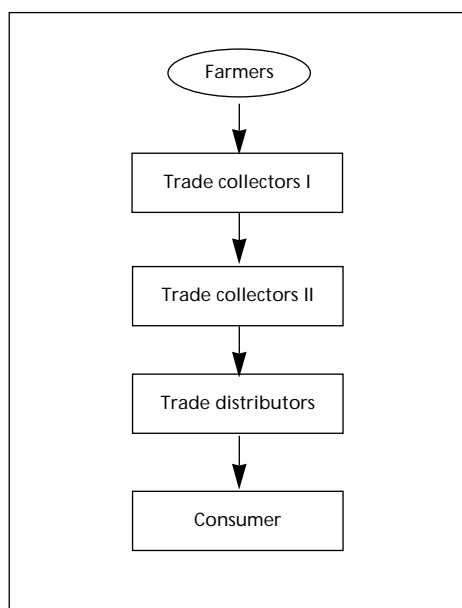 Farmers
Trade collectors I
Trade collectors II
Trade distributors
Consumer